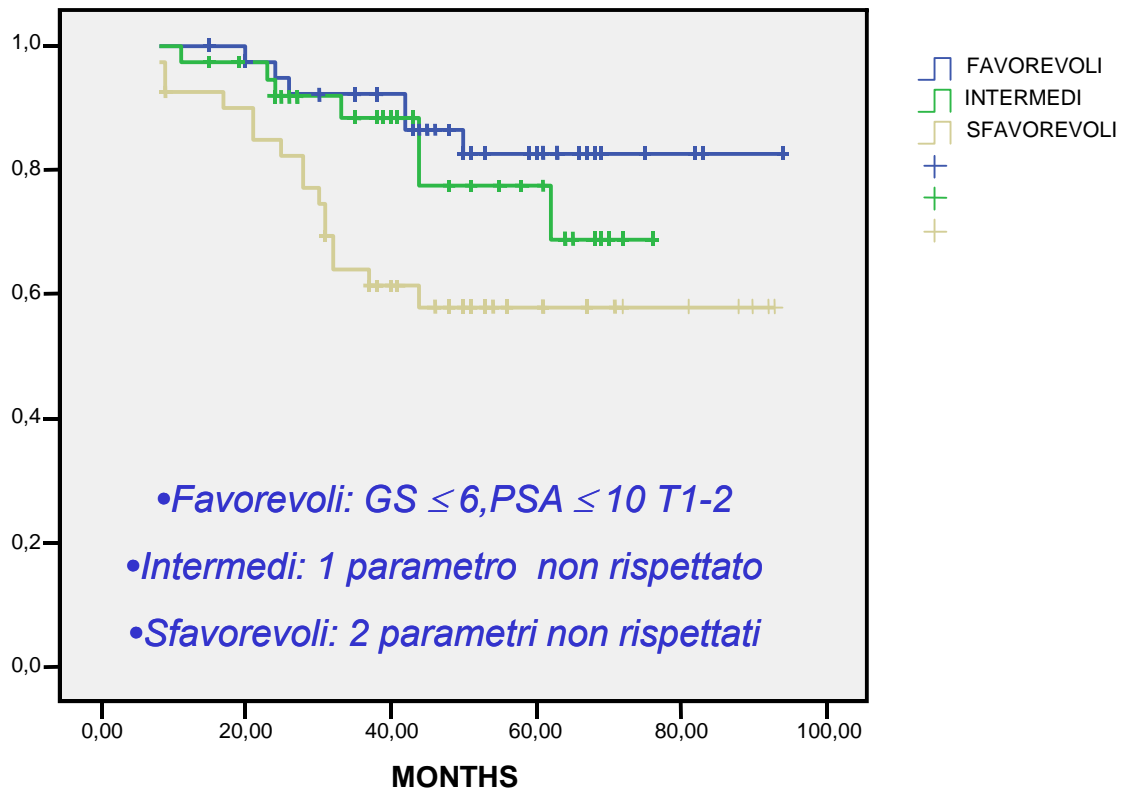 1,0
0,8
0,6
0,4
0,2
0,0
FAVOREVOLI
INTERMEDI
SFAVOREVOLI
•Favorevoli: GS ≤ 6,PSA ≤ 10 T1-2
•Intermedi: 1 parametro non rispettato
•Sfavorevoli: 2 parametri non rispettati
0,00 20,00 40,00 60,00 80,00 100,00
MONTHS